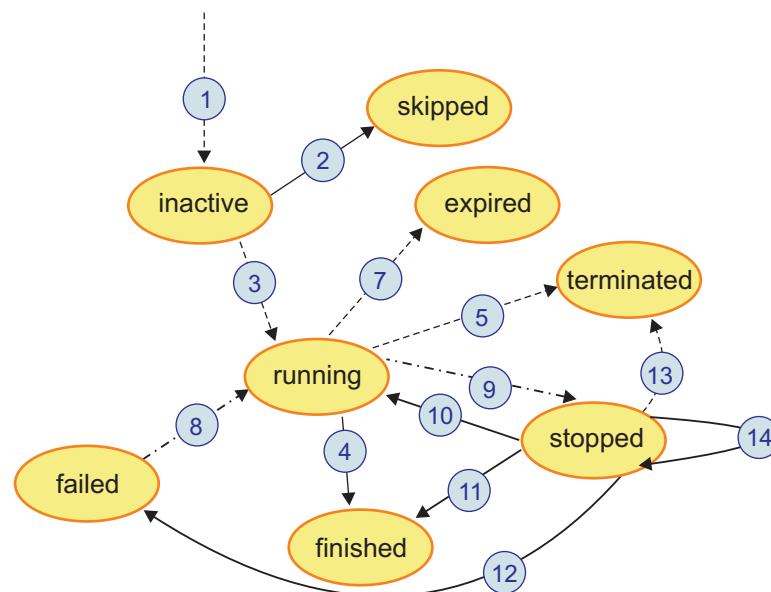 1
skipped
2
inactive
expired
3
7
terminated
5
running
9
13
10
8
4
stopped
14
failed
11
finished
12